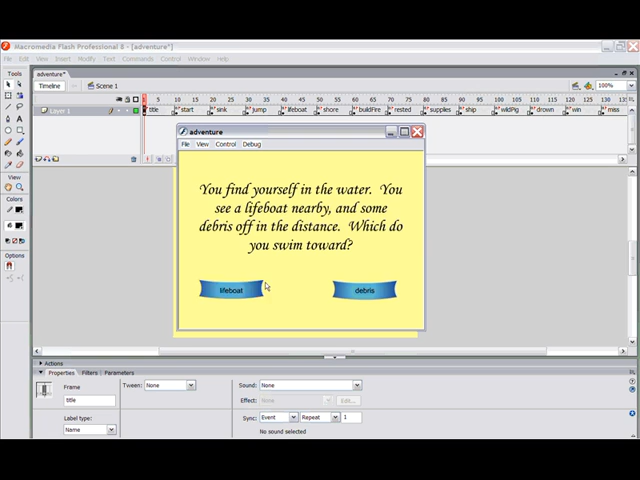 Macromedia Flash Professional 8 - [adventure*]
File Edit View Insert Modify Text Commands Control Window Help
Tools
adventure*
Timeline
Scene 1
100%
5 10 15 20 25 30 35 40 45 50 55 60 65 70 75 80 85 90 95 100 105 110 115 120 125 130 135
Layer 1
title start sink jump lifeboat shore buildFire rested supplies ship wildPig drown win miss
View
Colors
Options
adventure
File View Control Debug
You find yourself in the water. You
see a lifeboat nearby, and some
debris off in the distance. Which do
you swim toward?
lifeboat
debris
Actions
Properties Filters Parameters
Frame
title
Label type:
Name
Tween: None
Sound: None
Effect: None
Edit...
Sync: Event Repeat 1
No sound selected